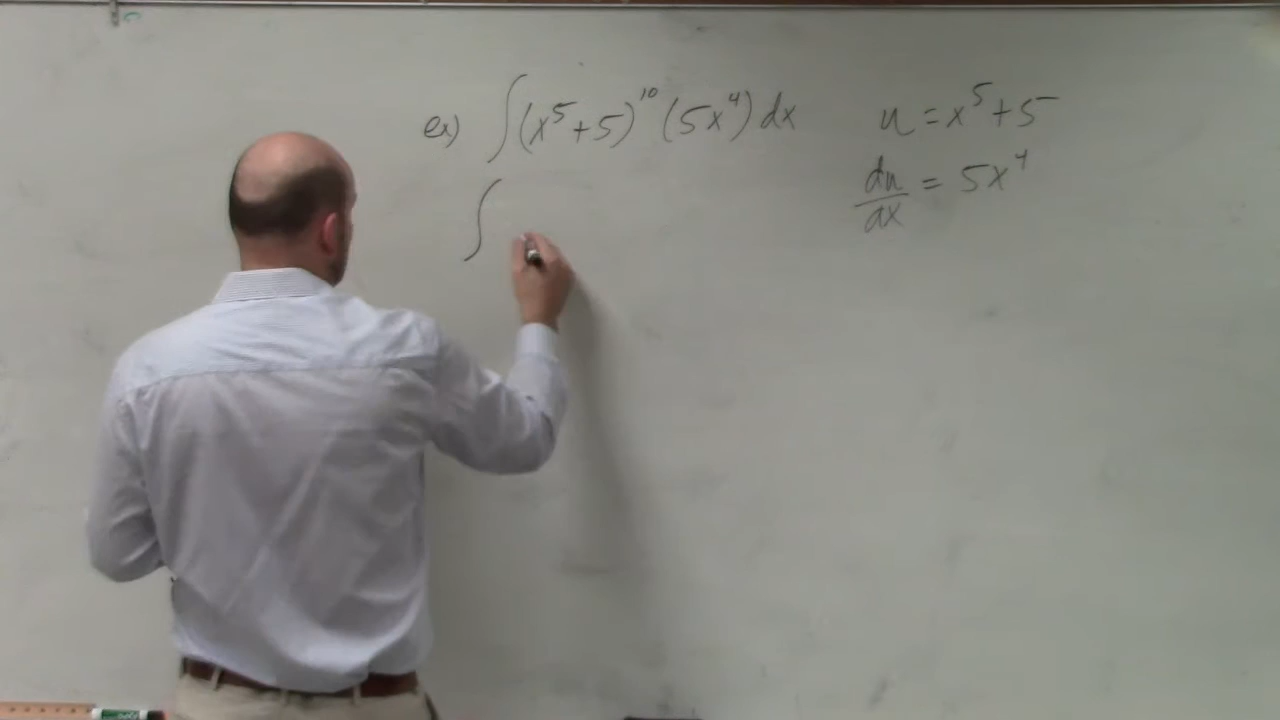 ex) ∫(x⁵+5)¹⁰(5x⁴)dx
u=x⁵+5
du/dx = 5x⁴
∫